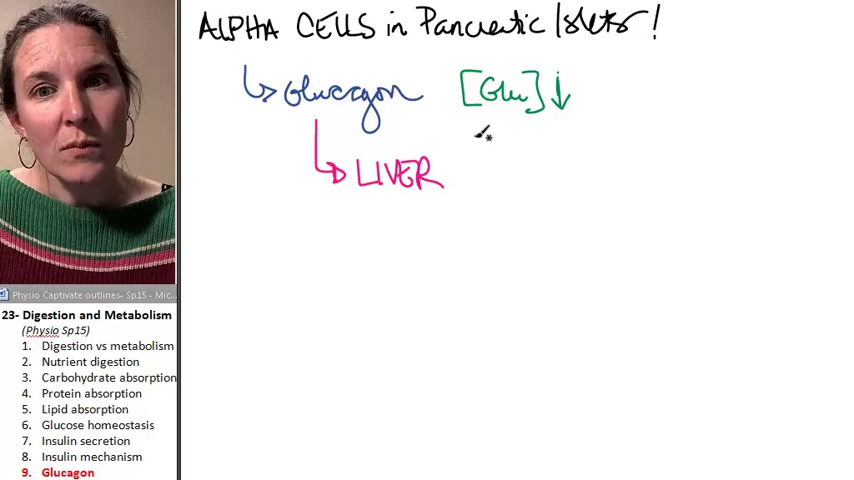 ALPHA CELLS in Pancreatic Islets!
Glucagon [Glu] ↓
LIVER
Physio Captivate outlines- Sp15 - Mic...
23- Digestion and Metabolism
(Physio Sp15)
1. Digestion vs metabolism
2. Nutrient digestion
3. Carbohydrate absorption
4. Protein absorption
5. Lipid absorption
6. Glucose homeostasis
7. Insulin secretion
8. Insulin mechanism
9. Glucagon